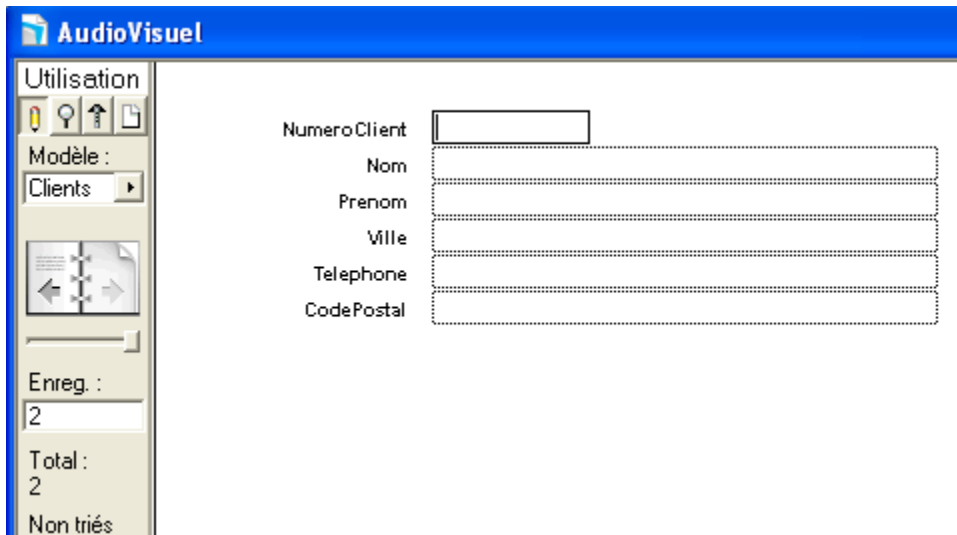 AudioVisuel
Utilisation
Modèle :
Clients
Enreg. :
2
Total :
2
Non triés
NumeroClient
Nom
Prenom
Ville
Telephone
CodePostal